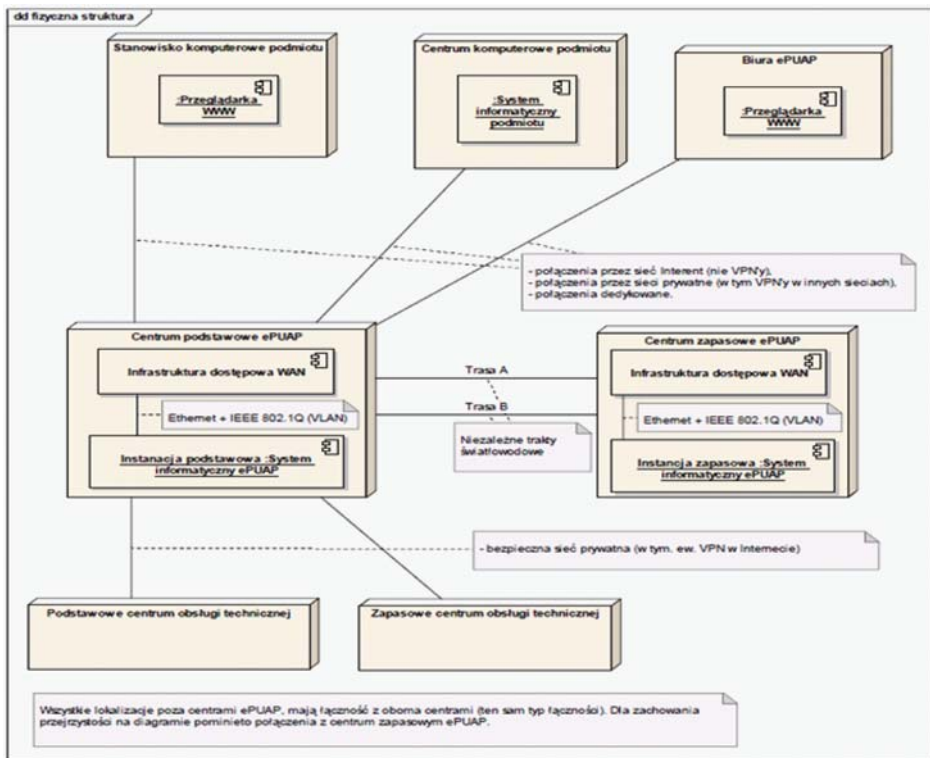 dd fizyczna struktura
Stanowisko komputerowe podmiotu
:Przeglądarka
WWW
Centrum komputerowe podmiotu
:System
informatyczny
podmiotu
Biura ePUAP
:Przeglądarka
WWW
- połączenia przez sieć Interent (nie VPN'y),
- połączenia przez sieci prywatne (w tym VPN'y w innych sieciach),
- połączenia dedykowane.
Centrum podstawowe ePUAP
Infrastruktura dostępowa WAN
Ethernet + IEEE 802.1Q (VLAN)
Instanacja podstawowa :System
informatyczny ePUAP
Trasa A
Trasa B
Niezależne trakty
światłowodowe
Centrum zapasowe ePUAP
Infrastruktura dostępowa WAN
Ethernet + IEEE 802.1Q (VLAN)
Instancja zapasowa :System
informatyczny ePUAP
- bezpieczna sieć prywatna (w tym. ew. VPN w Internecie)
Podstawowe centrum obsługi technicznej
Zapasowe centrum obsługi technicznej
Wszystkie lokalizacje poza centrami ePUAP, mają łączność z oboma centrami (ten sam typ łączności). Dla zachowania
przejrzystości na diagramie pominieto połączenia z centrum zapasowym ePUAP.